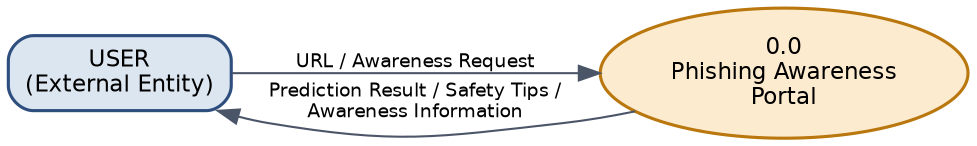 USER
(External Entity)
URL / Awareness Request
Prediction Result / Safety Tips /
Awareness Information
0.0
Phishing Awareness
Portal